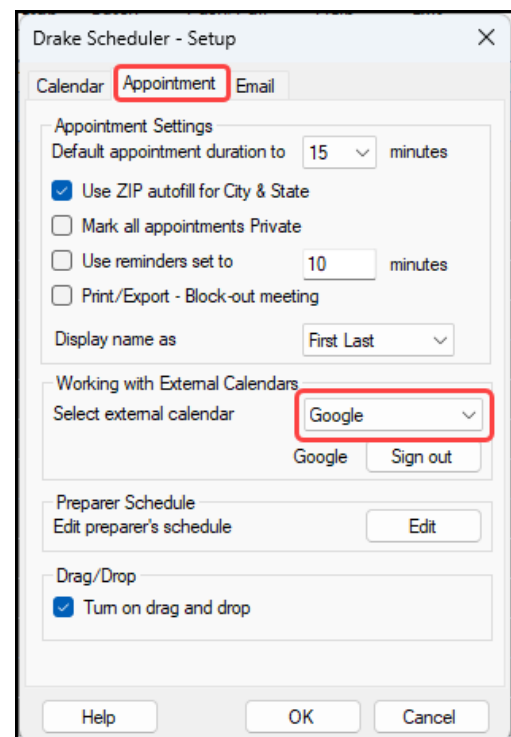 Drake Scheduler - Setup
Calendar Appointment Email
Appointment Settings
Default appointment duration to 15 minutes
Use ZIP autofill for City & State
Mark all appointments Private
Use reminders set to 10 minutes
Print/Export - Block-out meeting
Display name as First Last
Working with External Calendars
Select external calendar Google
Google Sign out
Preparer Schedule
Edit preparer's schedule Edit
Drag/Drop
Turn on drag and drop
Help OK Cancel